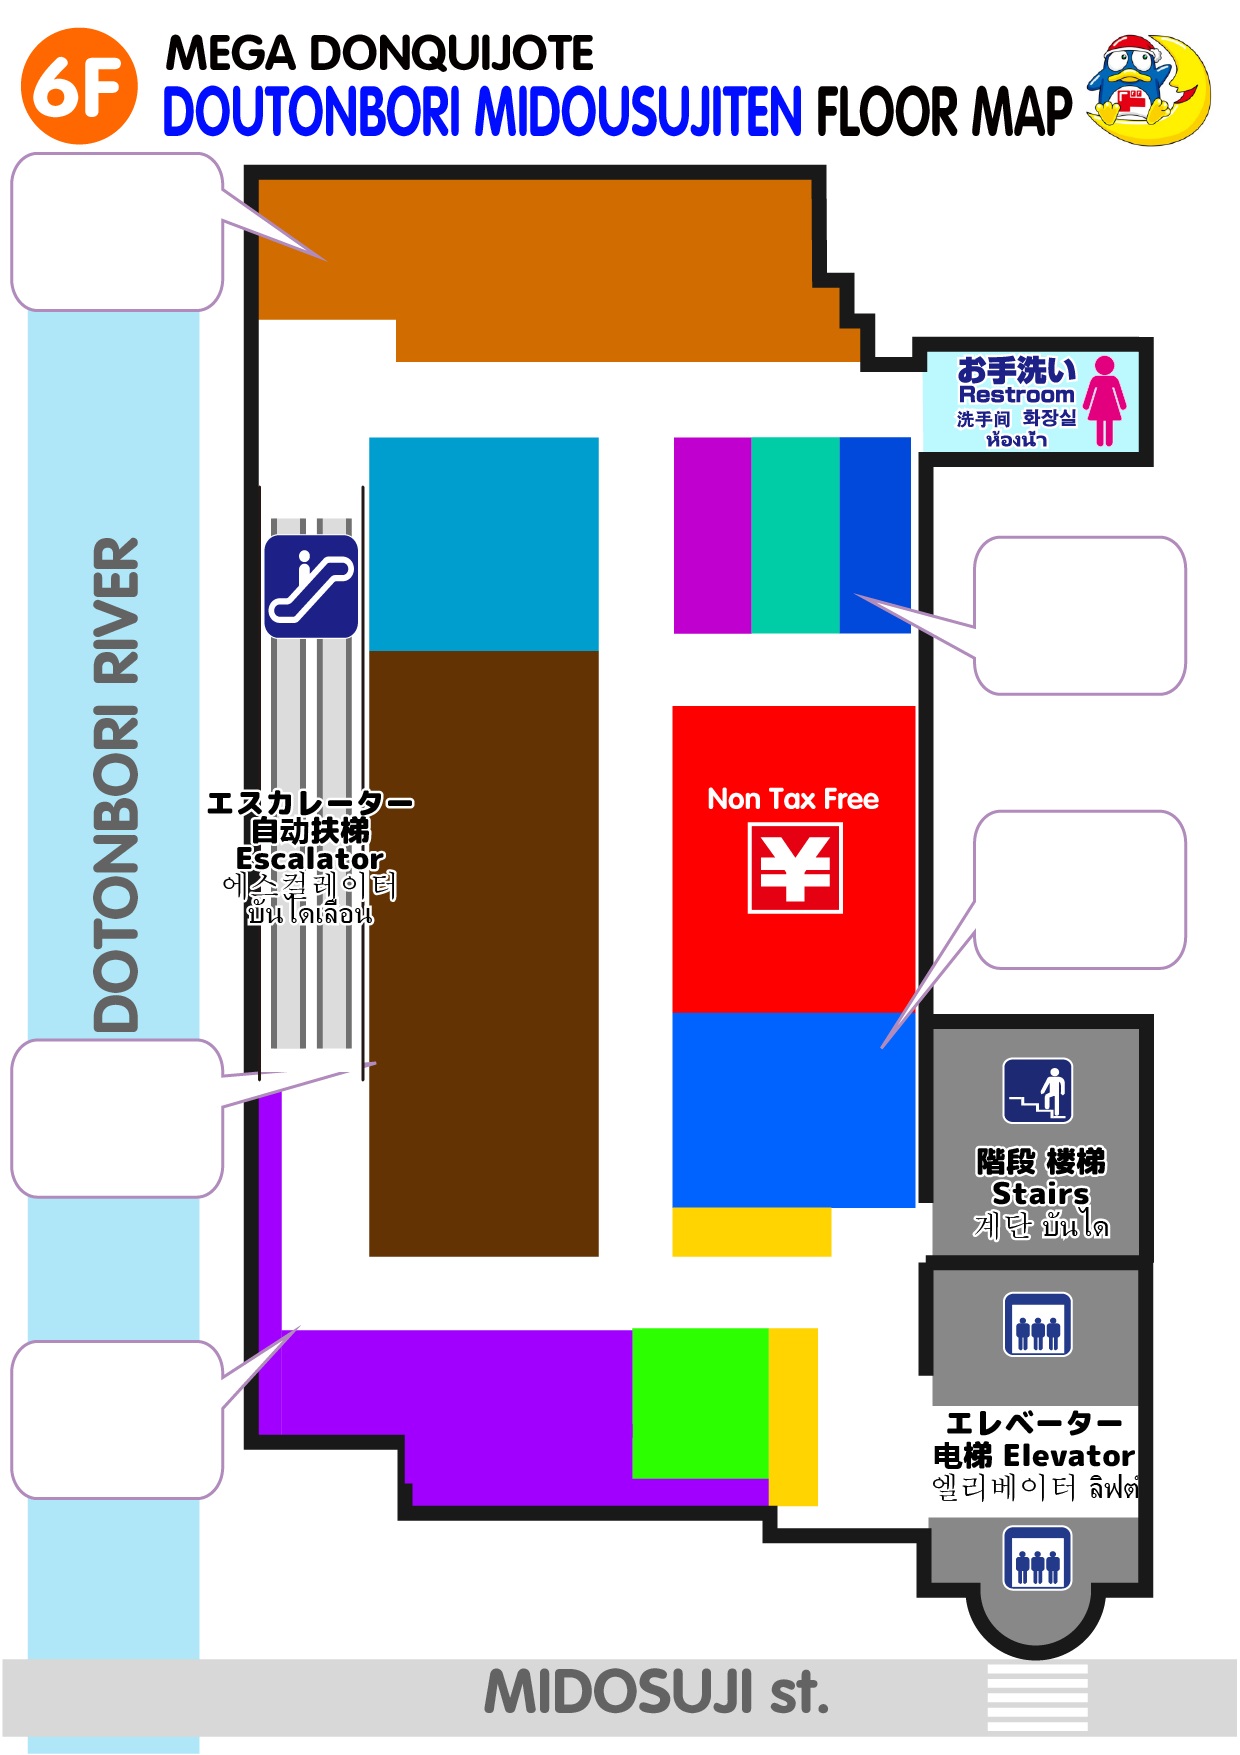 6F
MEGA DONQUIJOTE
DOUTONBORI MIDOUSUJITEN FLOOR MAP
お手洗い
Restroom
洗手间 화장실
ห้องน้ำ
DOTONBORI RIVER
エスカレーター
自动扶梯
Escalator
에스컬레이터
บันไดเลื่อน
Non Tax Free
¥
階段 楼梯
Stairs
계단 บันได
エレベーター
电梯 Elevator
엘리베이터 ลิฟต์
MIDOSUJI st.